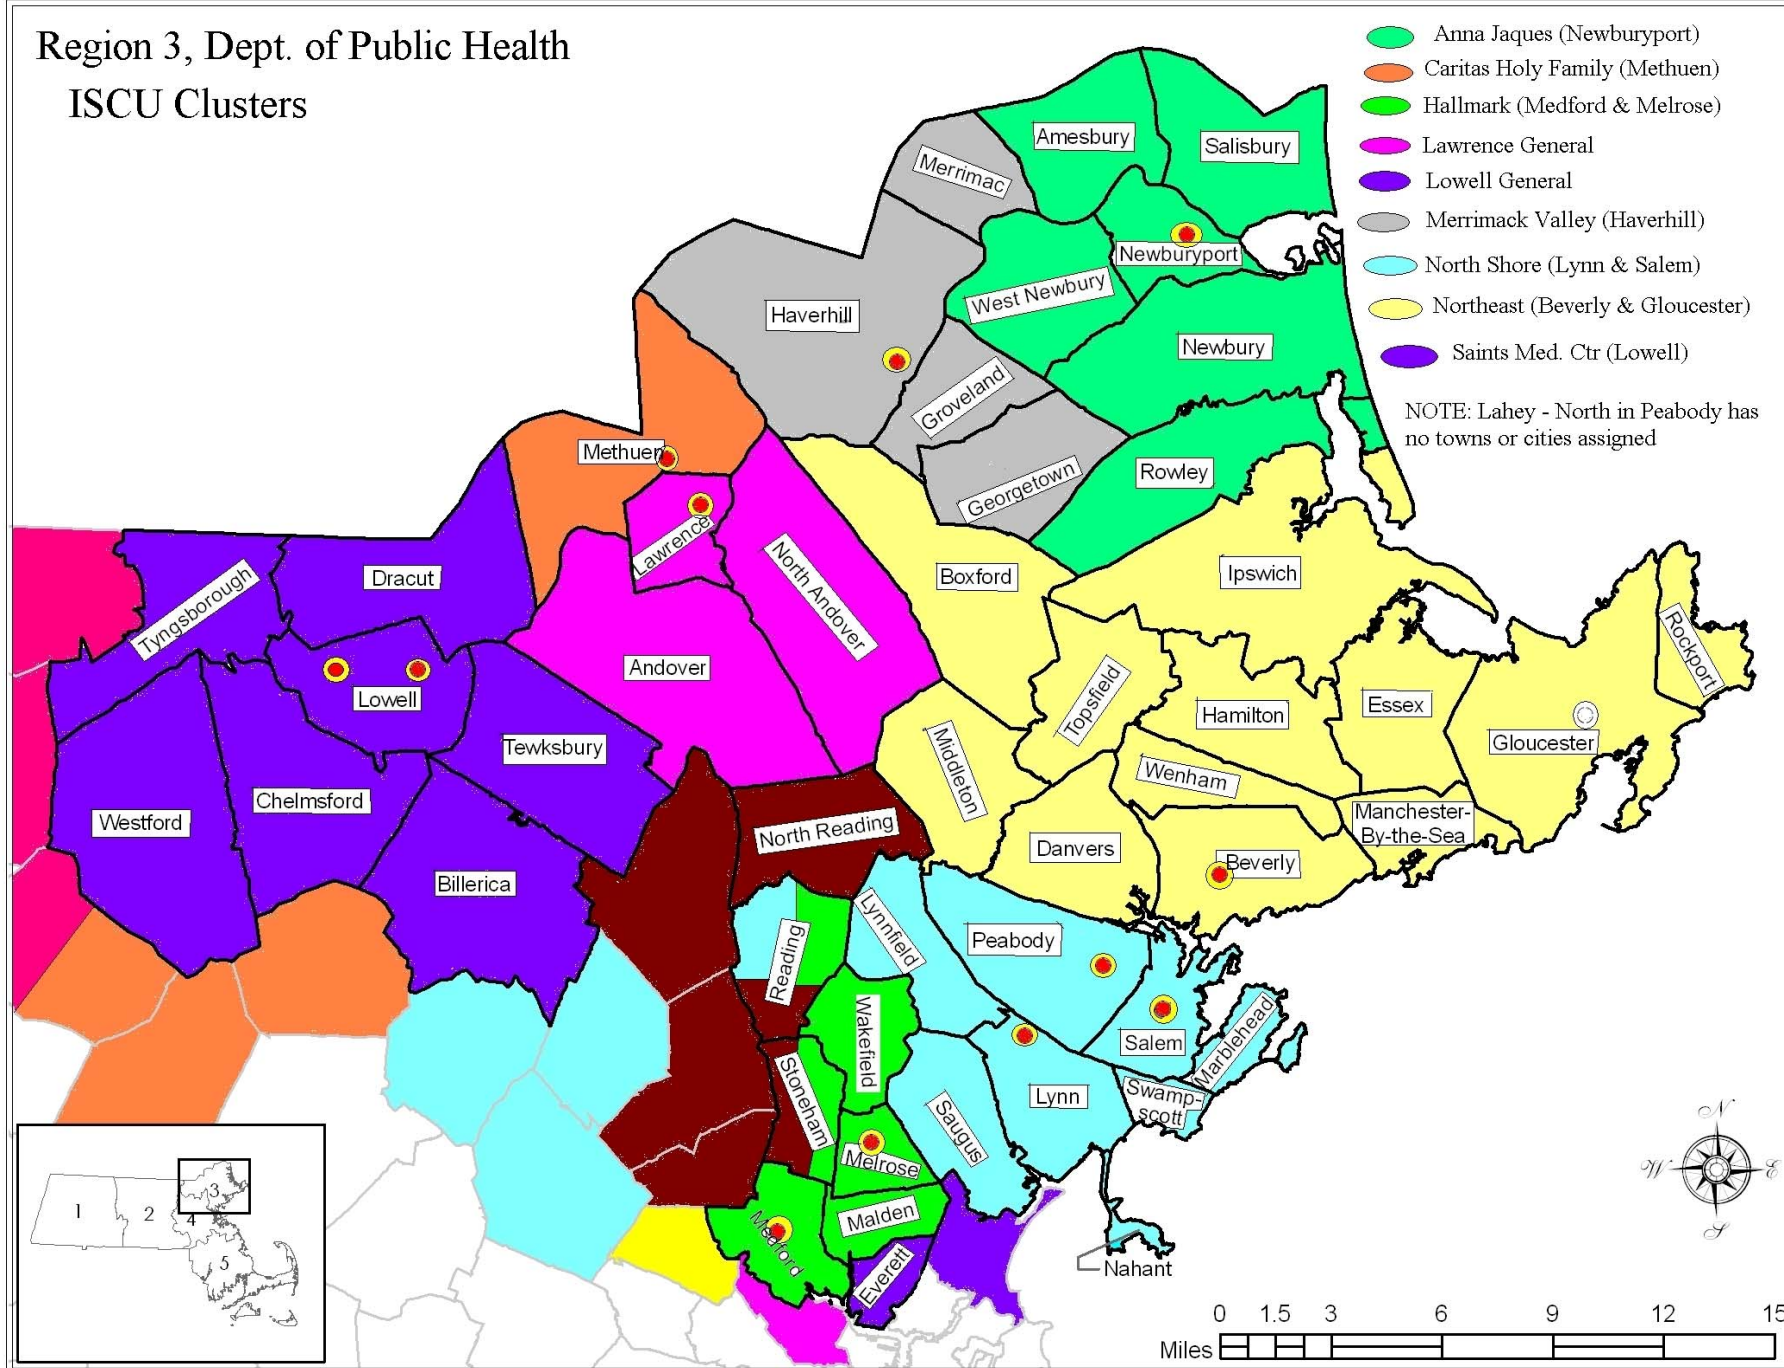 Region 3, Dept. of Public Health
ISCU Clusters
Anna Jaques (Newburyport)
Caritas Holy Family (Methuen)
Hallmark (Medford & Melrose)
Lawrence General
Lowell General
Merrimack Valley (Haverhill)
North Shore (Lynn & Salem)
Northeast (Beverly & Gloucester)
Saints Med. Ctr (Lowell)
NOTE: Lahey - North in Peabody has
no towns or cities assigned
Amesbury
Salisbury
Merrimac
Newburyport
West Newbury
Haverhill
Newbury
Groveland
Methuen
Rowley
Georgetown
Lawrence
Dracut
Tyngsborough
North Andover
Boxford
Ipswich
Rockport
Andover
Lowell
Topsfield
Hamilton
Essex
Gloucester
Tewksbury
Middleton
Wenham
Westford
Chelmsford
North Reading
Manchester-
By-the-Sea
Danvers
Beverly
Billerica
Lynnfield
Peabody
Reading
Wakefield
Salem
Marblehead
Stoneham
Lynn
Swamp-
scott
Saugus
Melrose
Malden
Medford
Everett
Nahant
1
2
3
4
5
N
W
E
S
0 1.5 3 6 9 12 15
Miles